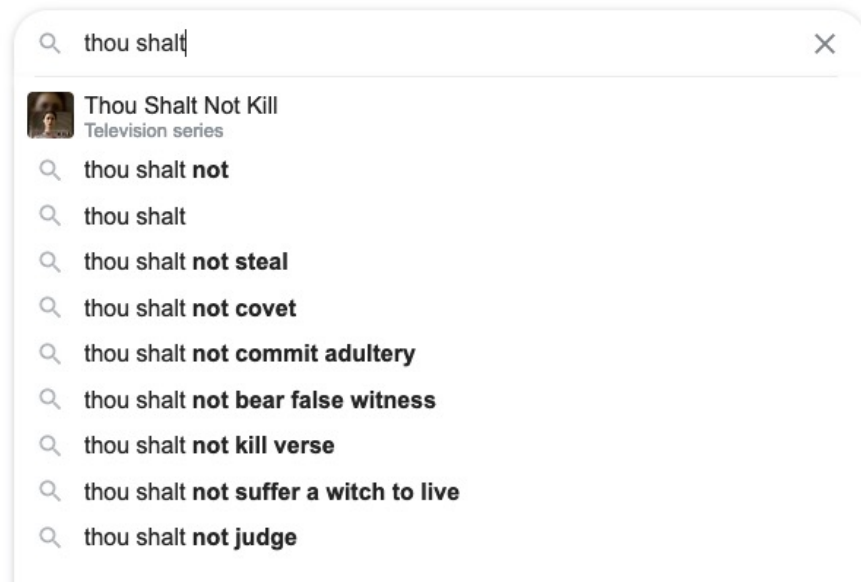 thou shalt
Thou Shalt Not Kill
Television series
thou shalt not
thou shalt
thou shalt not steal
thou shalt not covet
thou shalt not commit adultery
thou shalt not bear false witness
thou shalt not kill verse
thou shalt not suffer a witch to live
thou shalt not judge